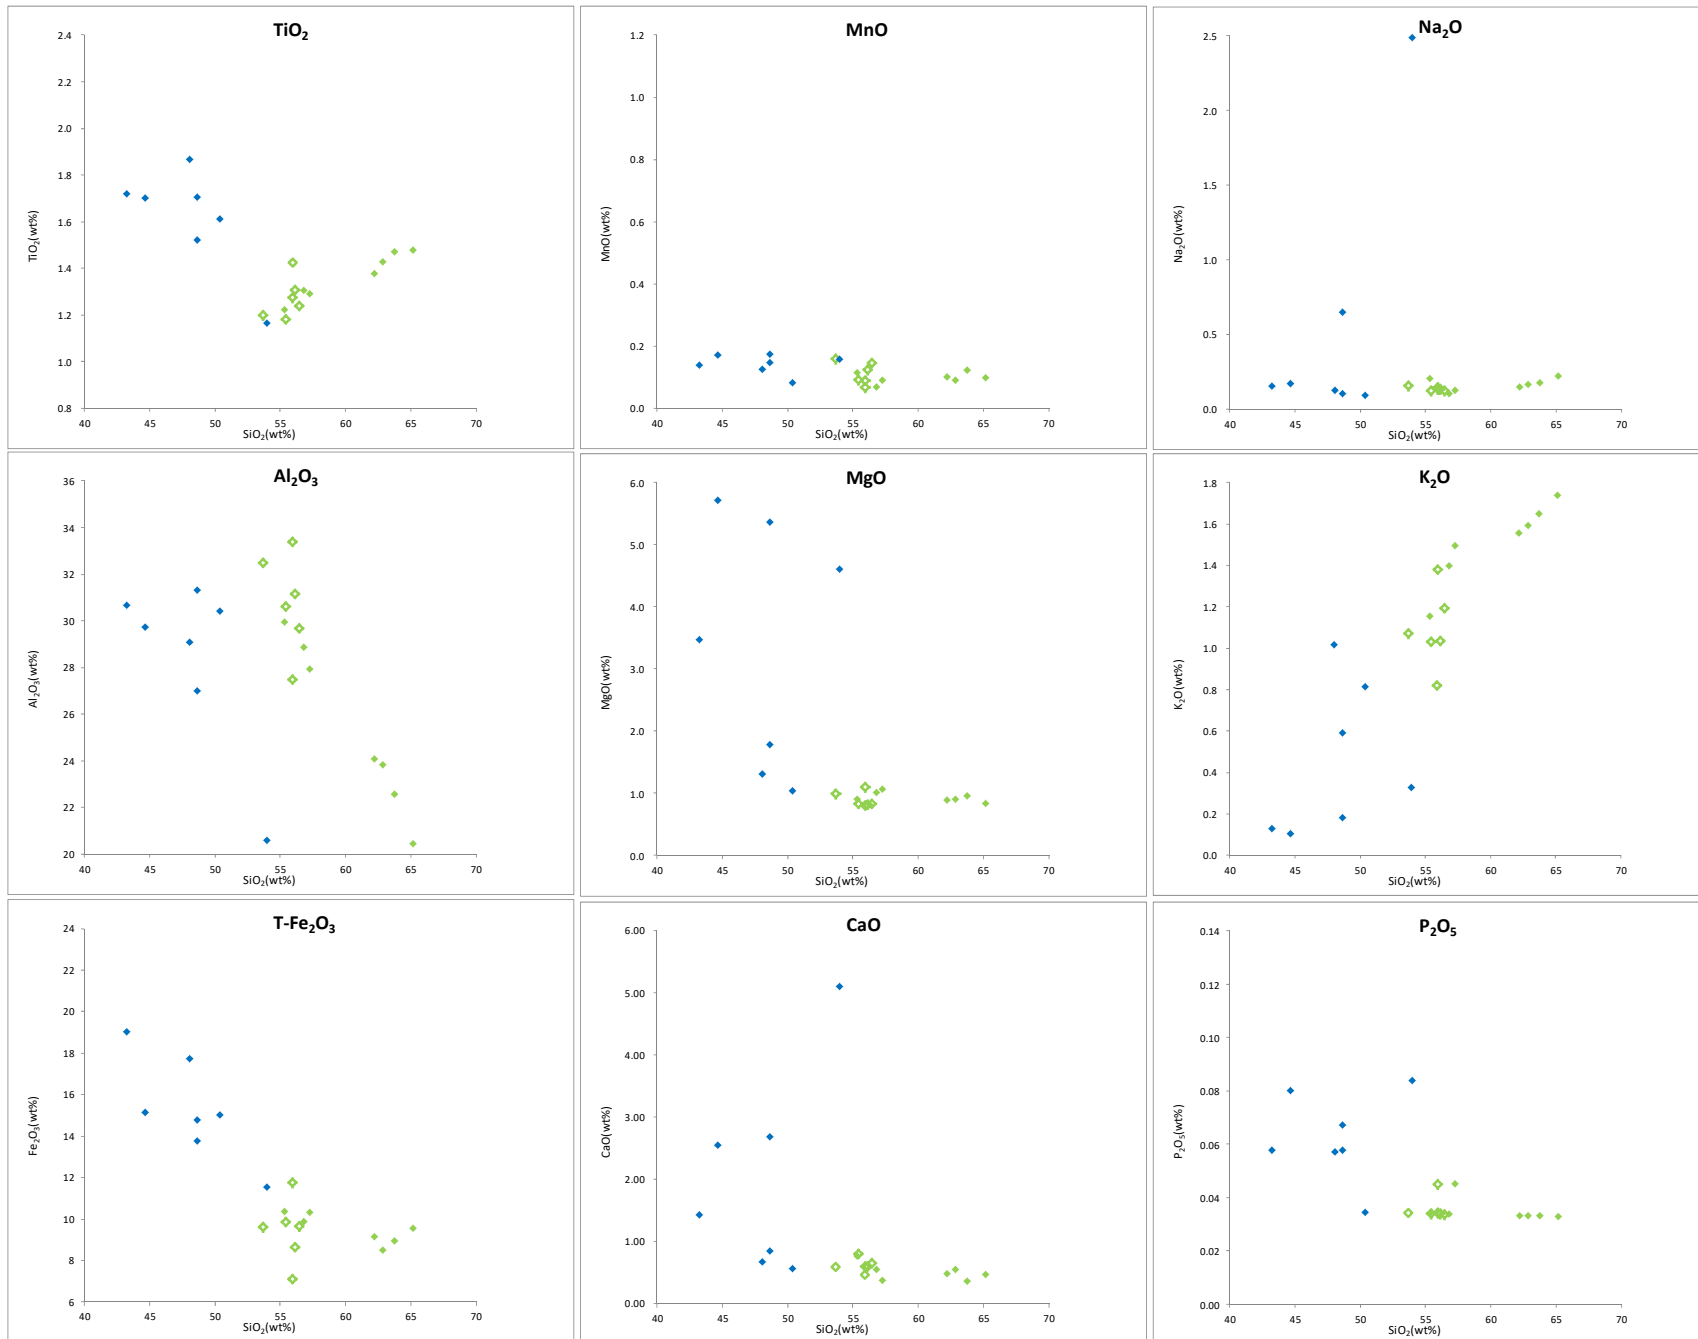 TiO₂
2.4
2.2
2.0
1.8
1.6
1.4
1.2
1.0
0.8
TiO₂(wt%)
40 45 50 55 60 65 70
SiO₂(wt%)
MnO
1.2
1.0
0.8
0.6
0.4
0.2
0.0
MnO(wt%)
40 45 50 55 60 65 70
SiO₂(wt%)
Na₂O
2.5
2.0
1.5
1.0
0.5
0.0
Na₂O(wt%)
40 45 50 55 60 65 70
SiO₂(wt%)
Al₂O₃
36
34
32
30
28
26
24
22
20
Al₂O₃(wt%)
40 45 50 55 60 65 70
SiO₂(wt%)
MgO
6.0
5.0
4.0
3.0
2.0
1.0
0.0
MgO(wt%)
40 45 50 55 60 65 70
SiO₂(wt%)
K₂O
1.8
1.6
1.4
1.2
1.0
0.8
0.6
0.4
0.2
0.0
K₂O(wt%)
40 45 50 55 60 65 70
SiO₂(wt%)
T-Fe₂O₃
24
22
20
18
16
14
12
10
8
6
Fe₂O₃(wt%)
40 45 50 55 60 65 70
SiO₂(wt%)
CaO
6.00
5.00
4.00
3.00
2.00
1.00
0.00
CaO(wt%)
40 45 50 55 60 65 70
SiO₂(wt%)
P₂O₅
0.14
0.12
0.10
0.08
0.06
0.04
0.02
0.00
P₂O₅(wt%)
40 45 50 55 60 65 70
SiO₂(wt%)